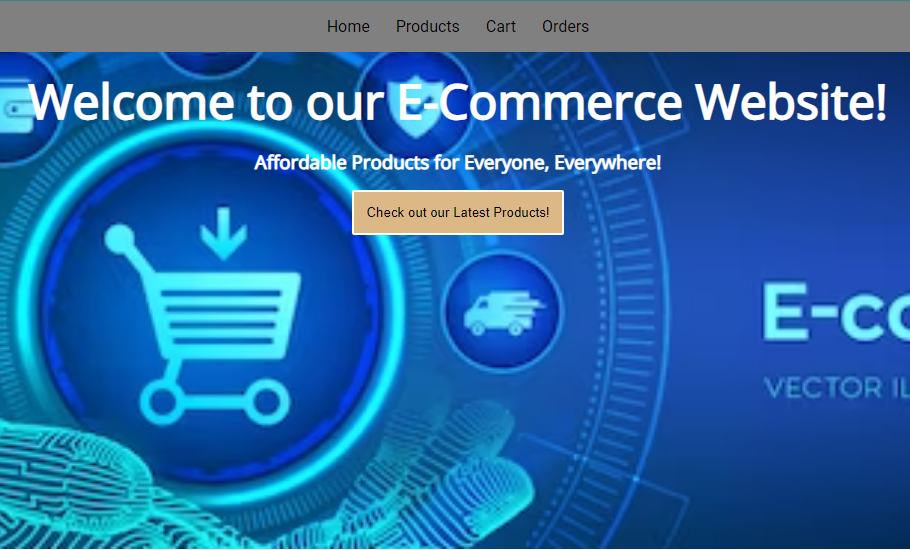 Home Products Cart Orders
Welcome to our E-Commerce Website!
Affordable Products for Everyone, Everywhere!
Check out our Latest Products!
E-co
VECTOR IL